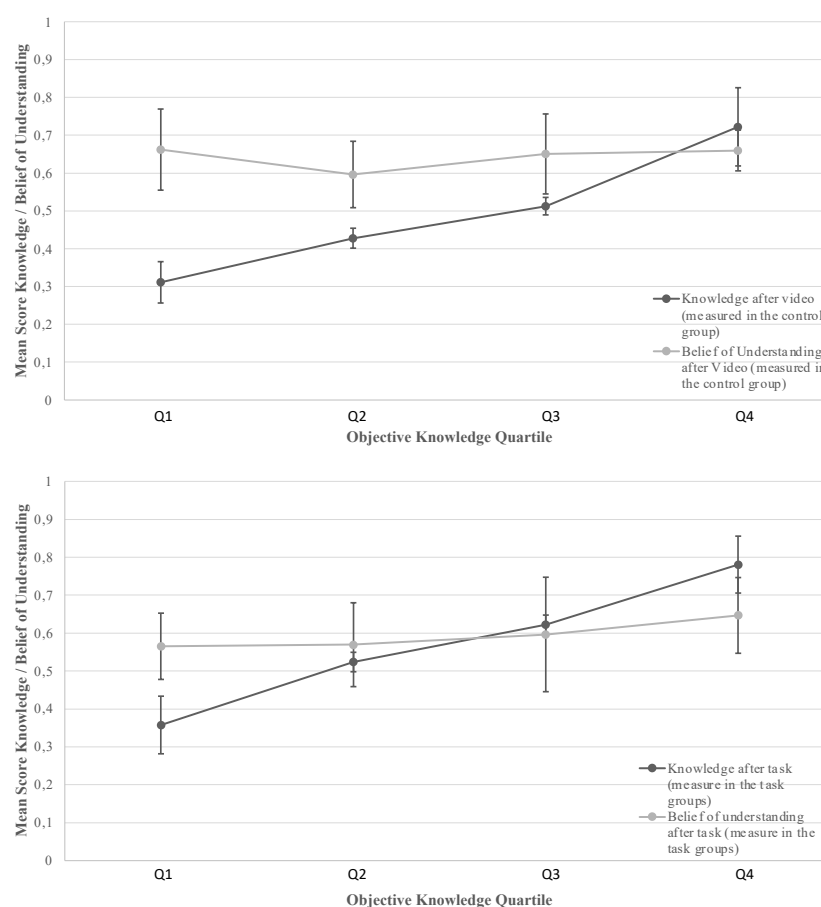 1
0,9
0,8
0,7
0,6
0,5
0,4
0,3
0,2
0,1
0
Mean Score Knowledge / Belief of Understanding
Knowledge after video
(measured in the control
group)
Belief of Understanding
after Video (measured in
the control group)
Q1 Q2 Q3 Q4
Objective Knowledge Quartile
1
0,9
0,8
0,7
0,6
0,5
0,4
0,3
0,2
0,1
0
Mean Score Knowledge / Belief of Understanding
Knowledge after task
(measure in the task
groups)
Belief of understanding
after task (measure in the
task groups)
Q1 Q2 Q3 Q4
Objective Knowledge Quartile